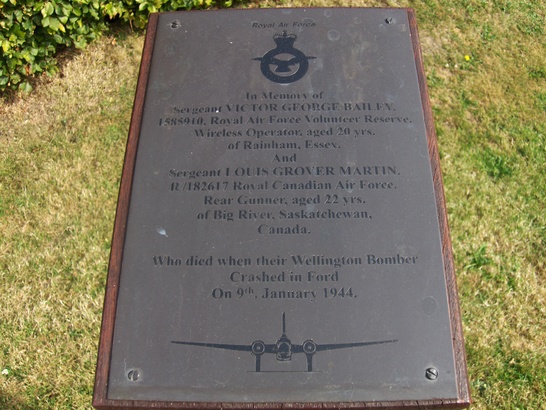 Royal Air Force
In Memory of
Sergeant VICTOR GEORGE BAILEY.
1585910, Royal Air Force Volunteer Reserve.
Wireless Operator, aged 20 yrs.
of Rainham, Essex.
And
Sergeant LOUIS GROVER MARTIN.
R/182617 Royal Canadian Air Force.
Rear Gunner, aged 22 yrs.
of Big River, Saskatchewan,
Canada.
Who died when their Wellington Bomber
Crashed in Ford
On 9th. January 1944.